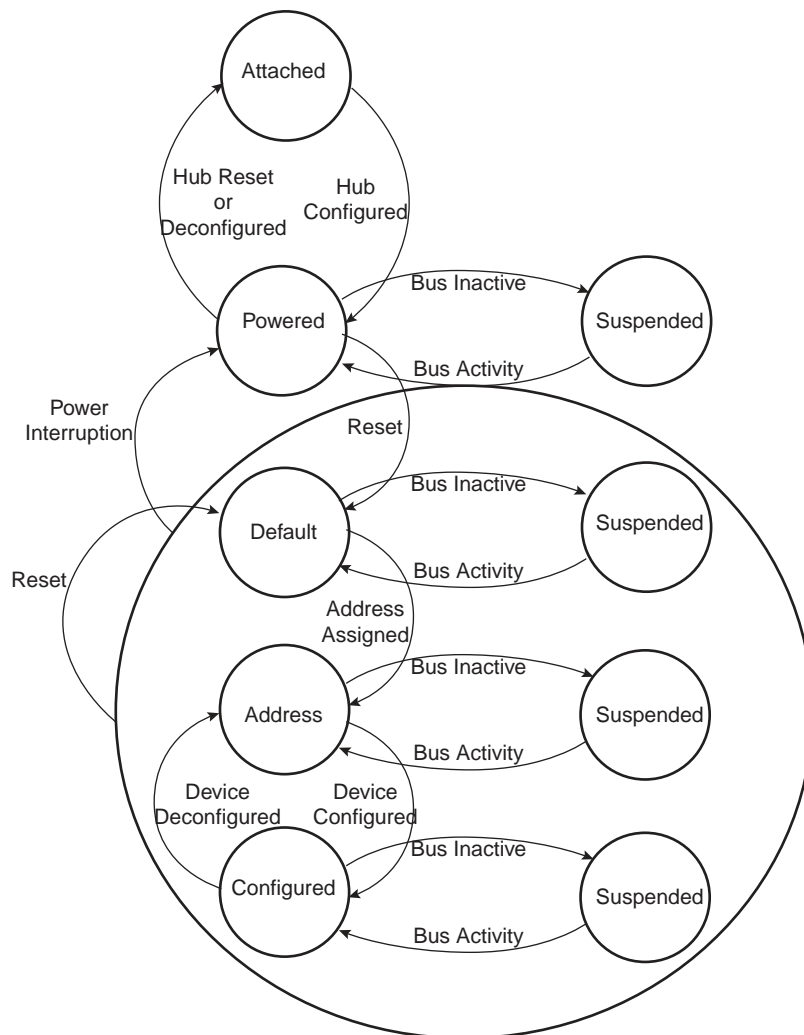 Attached
Hub Reset
or
Deconfigured
Hub
Configured
Bus Inactive
Powered
Suspended
Bus Activity
Power
Interruption
Reset
Bus Inactive
Default
Suspended
Bus Activity
Reset
Address
Assigned
Bus Inactive
Address
Suspended
Bus Activity
Device
Deconfigured
Device
Configured
Bus Inactive
Configured
Suspended
Bus Activity